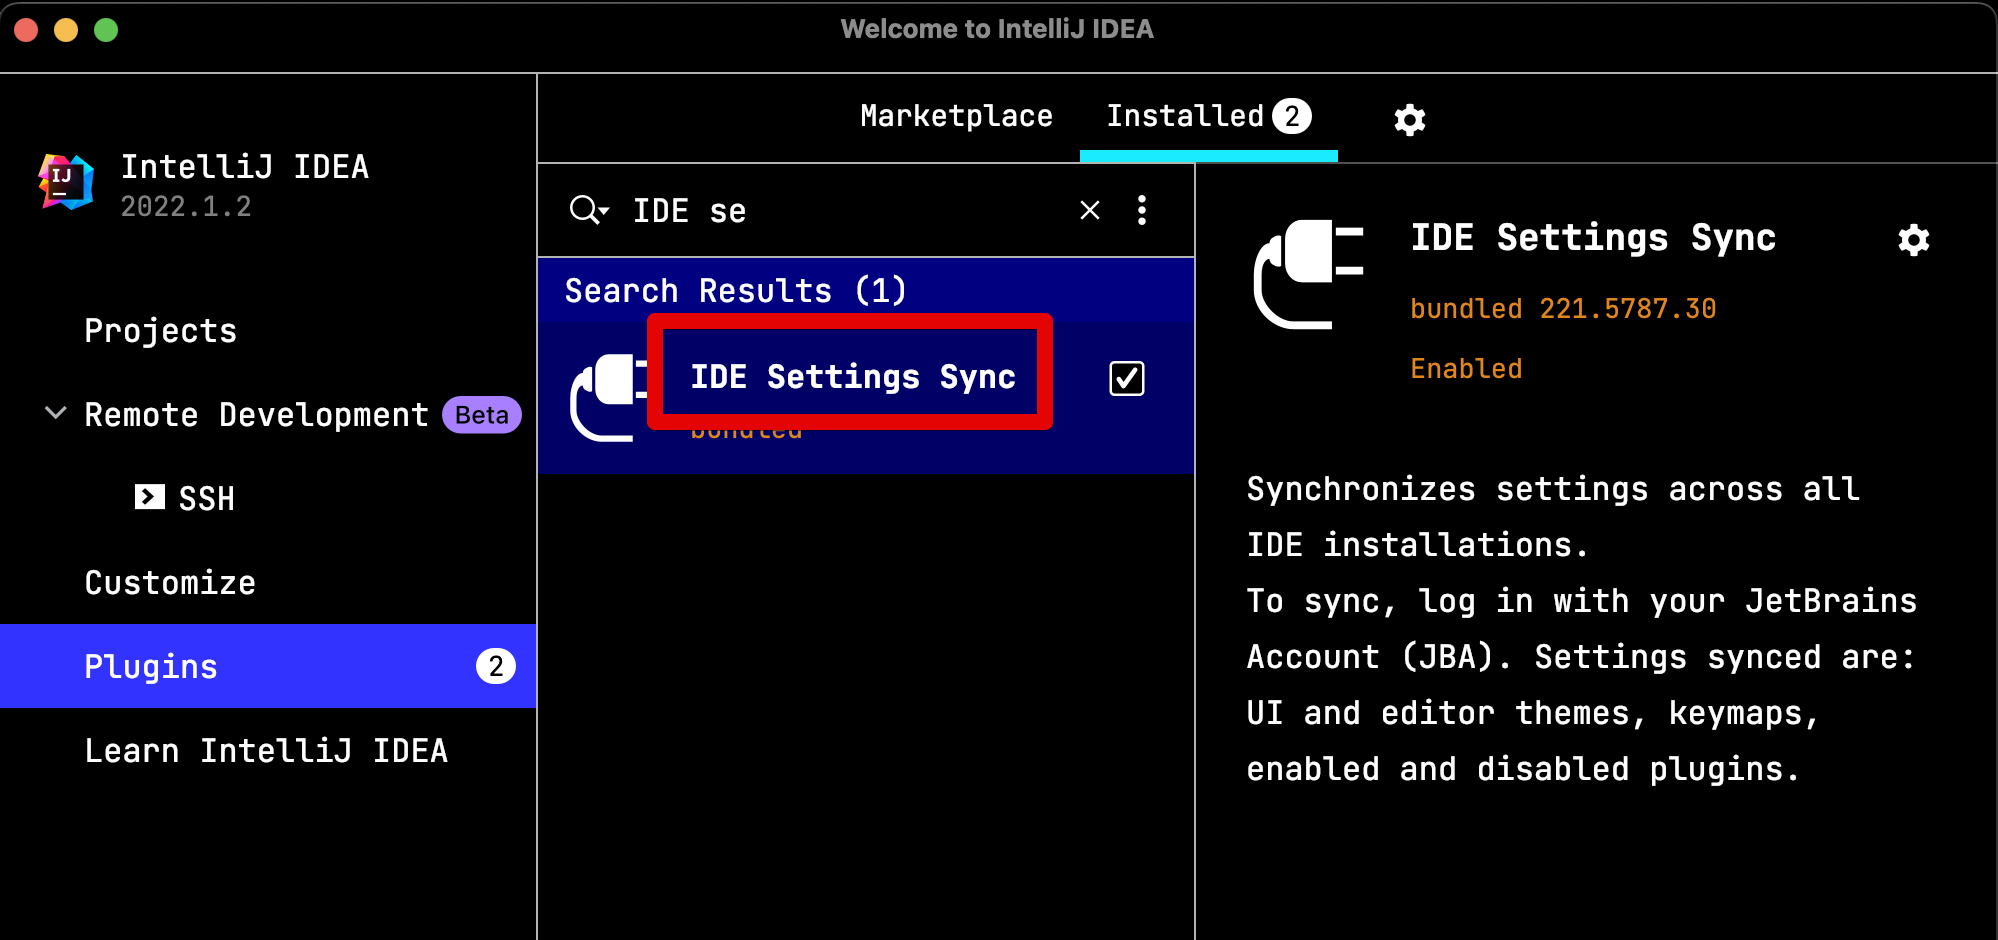 Welcome to IntelliJ IDEA
IJ
IntelliJ IDEA
2022.1.2
Projects
Remote Development Beta
SSH
Customize
Plugins 2
Learn IntelliJ IDEA
Marketplace Installed 2
IDE se
Search Results (1)
IDE Settings Sync
bundled
IDE Settings Sync
bundled 221.5787.30
Enabled
Synchronizes settings across all
IDE installations.
To sync, log in with your JetBrains
Account (JBA). Settings synced are:
UI and editor themes, keymaps,
enabled and disabled plugins.